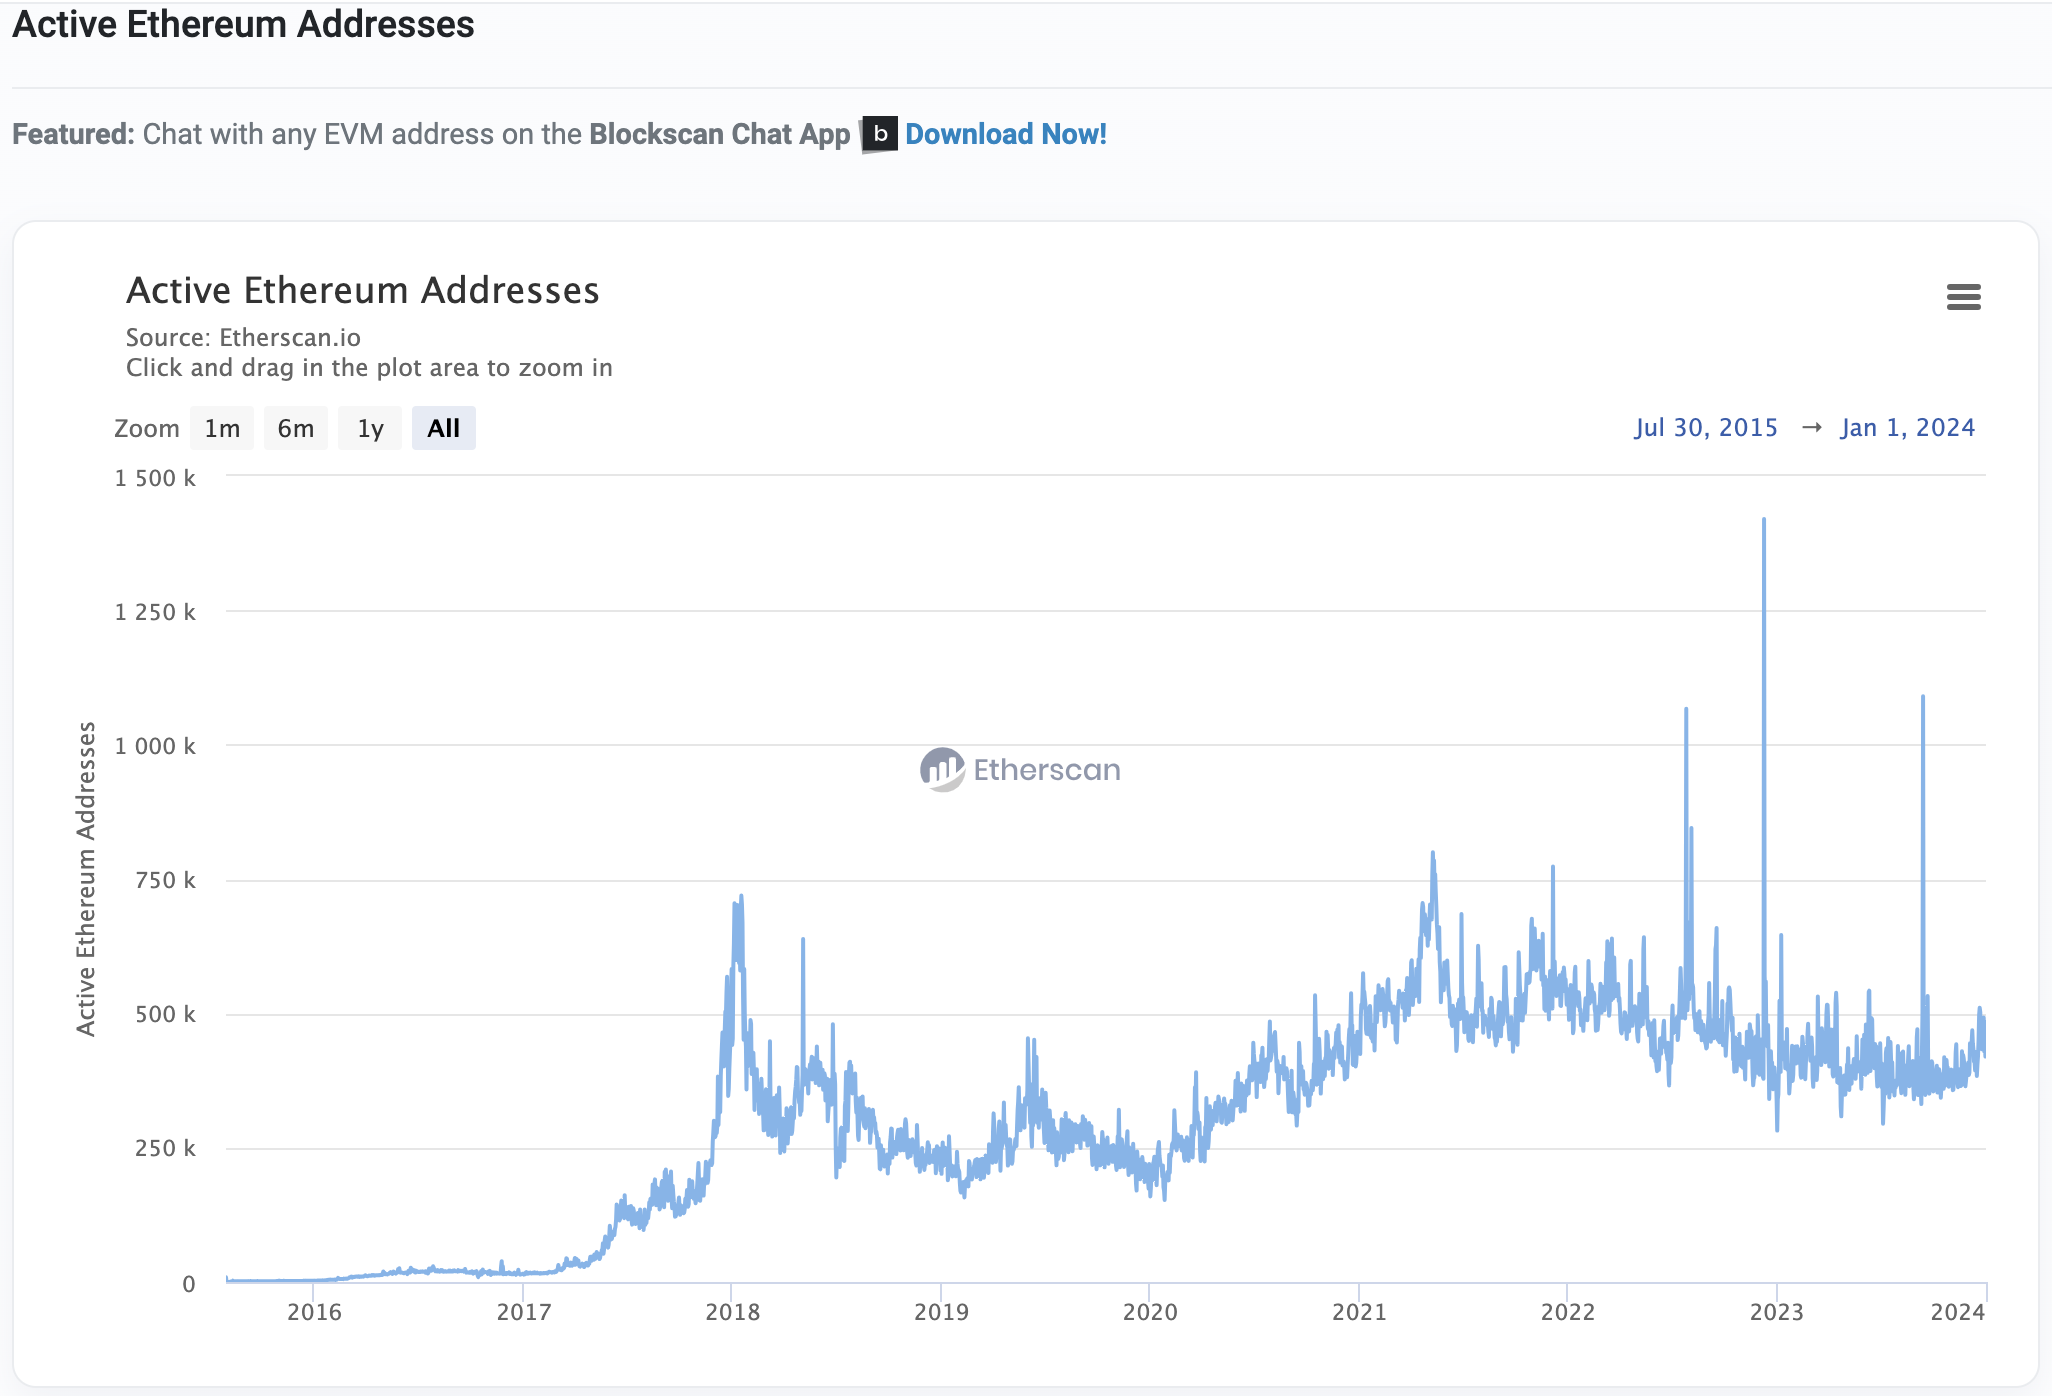 Active Ethereum Addresses
Featured: Chat with any EVM address on the Blockscan Chat App b Download Now!
Active Ethereum Addresses
Source: Etherscan.io
Click and drag in the plot area to zoom in
Zoom 1m 6m 1y All
Jul 30, 2015 → Jan 1, 2024
1 500 k
1 250 k
1 000 k
750 k
500 k
250 k
0
Active Ethereum Addresses
Etherscan
2016 2017 2018 2019 2020 2021 2022 2023 2024